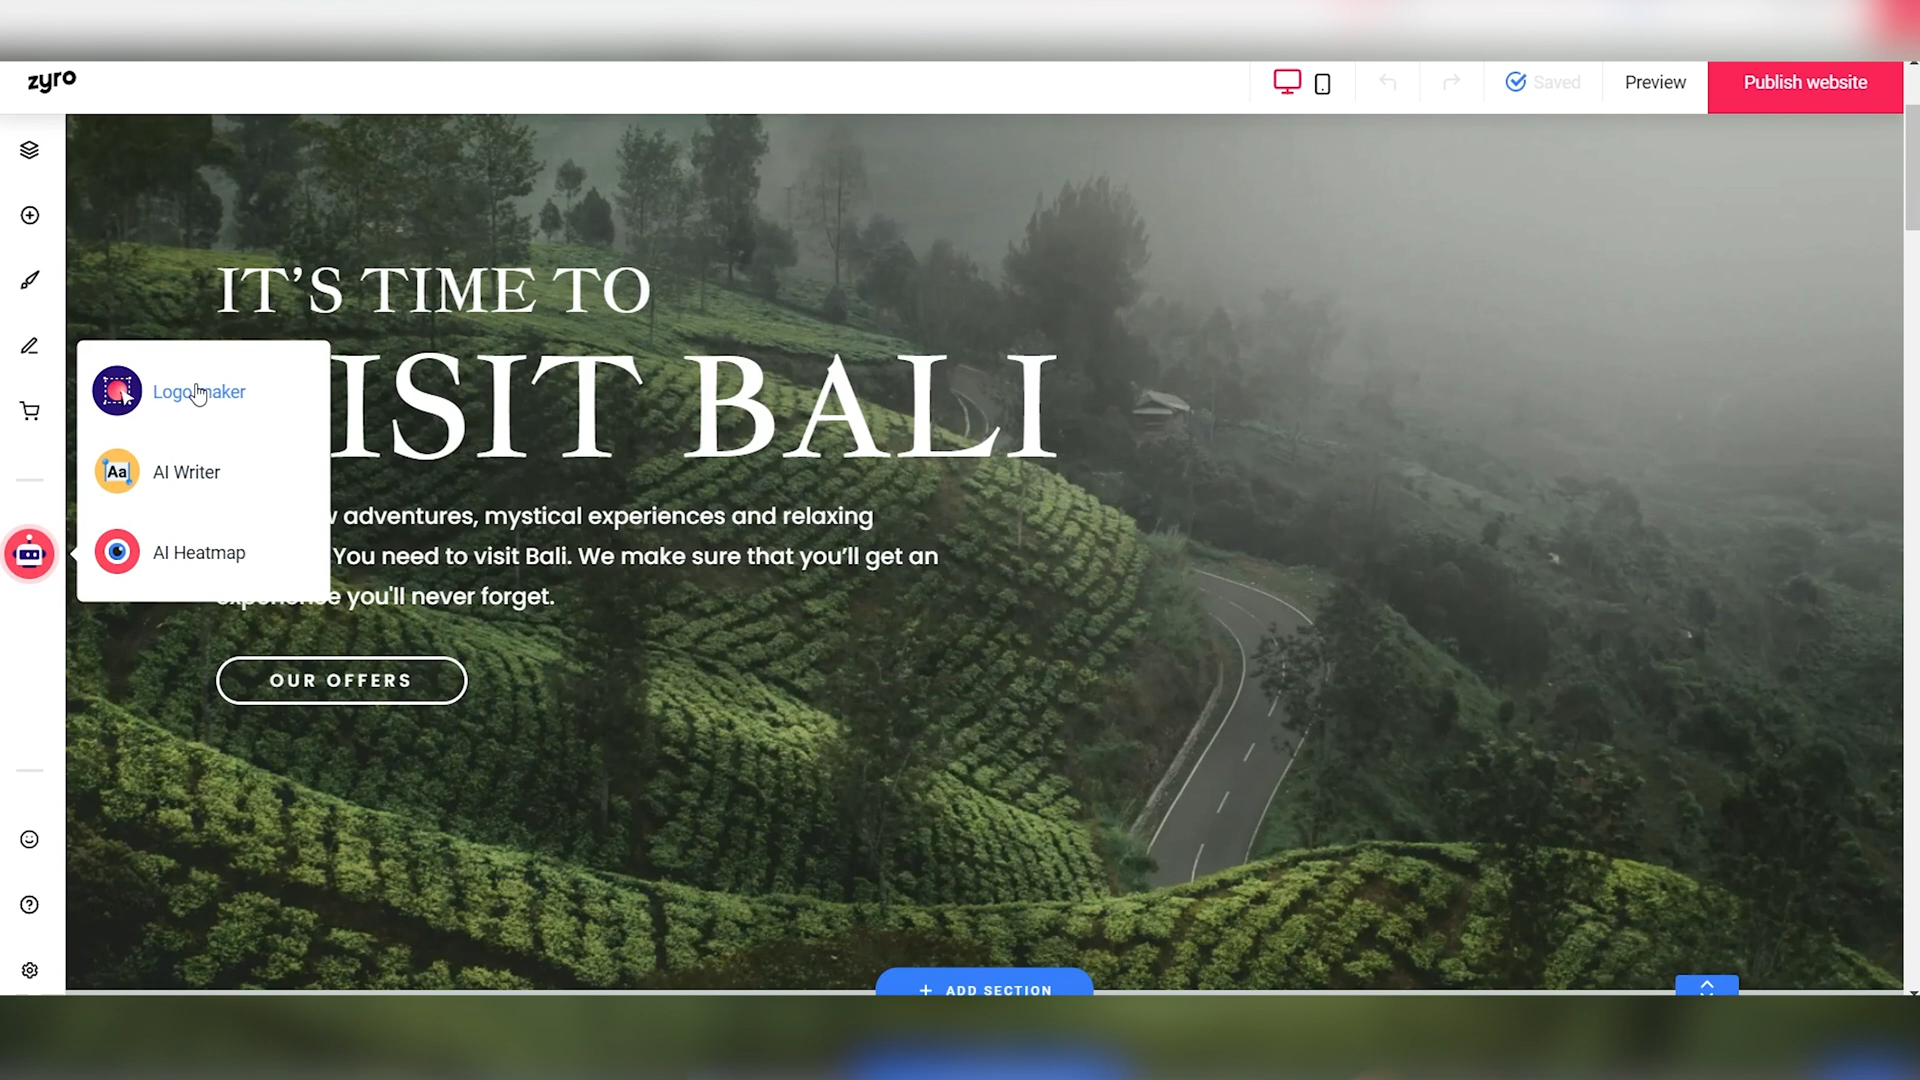 zyro
Saved
Preview
Publish website
IT’S TIME TO
ISIT BALI
Logo maker
Aa
AI Writer
AI Heatmap
adventures, mystical experiences and relaxing
You need to visit Bali. We make sure that you’ll get an
experience you'll never forget.
OUR OFFERS
+ ADD SECTION